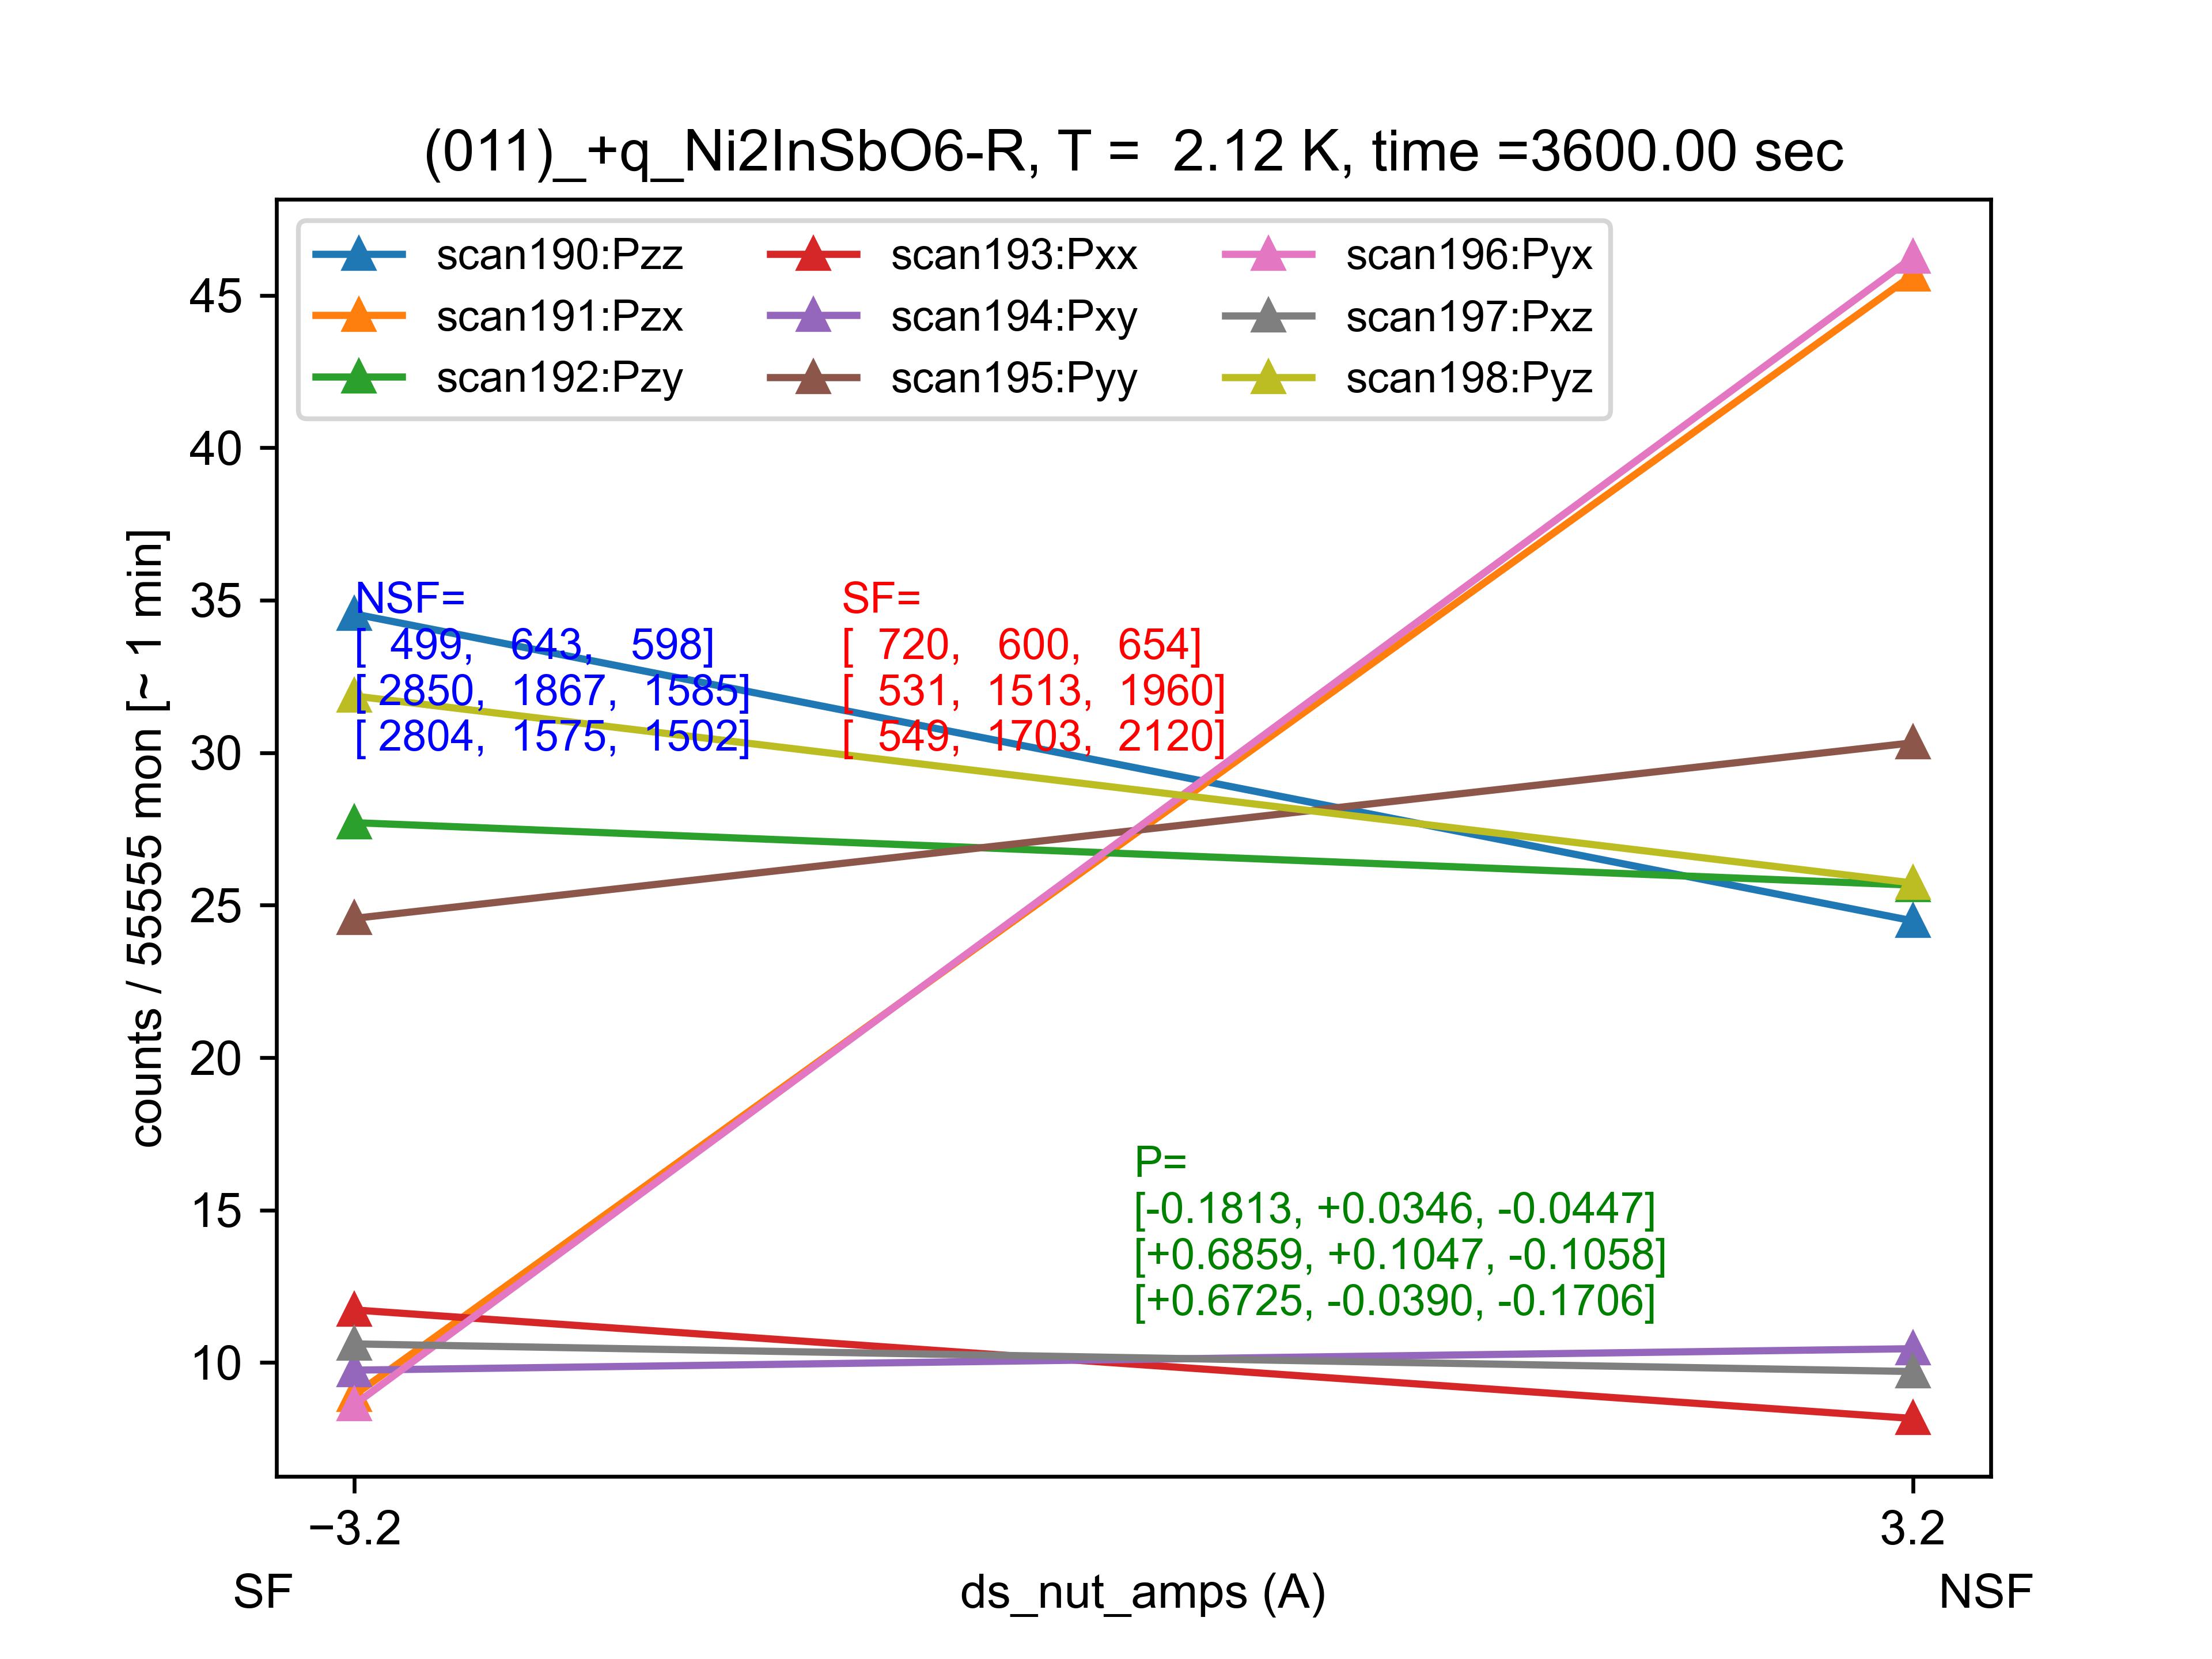 (011)_+q_Ni2InSbO6-R, T =  2.12 K, time =3600.00 sec
scan190:Pzz
scan191:Pzx
scan192:Pzy
scan193:Pxx
scan194:Pxy
scan195:Pyy
scan196:Pyx
scan197:Pxz
scan198:Pyz
counts / 55555 mon [~ 1 min]
45
40
35
30
25
20
15
10
NSF=
[  499,   643,   598]
[ 2850,  1867,  1585]
[ 2804,  1575,  1502]
SF=
[  720,   600,   654]
[  531,  1513,  1960]
[  549,  1703,  2120]
P=
[-0.1813, +0.0346, -0.0447]
[+0.6859, +0.1047, -0.1058]
[+0.6725, -0.0390, -0.1706]
−3.2
3.2
SF
ds_nut_amps (A)
NSF